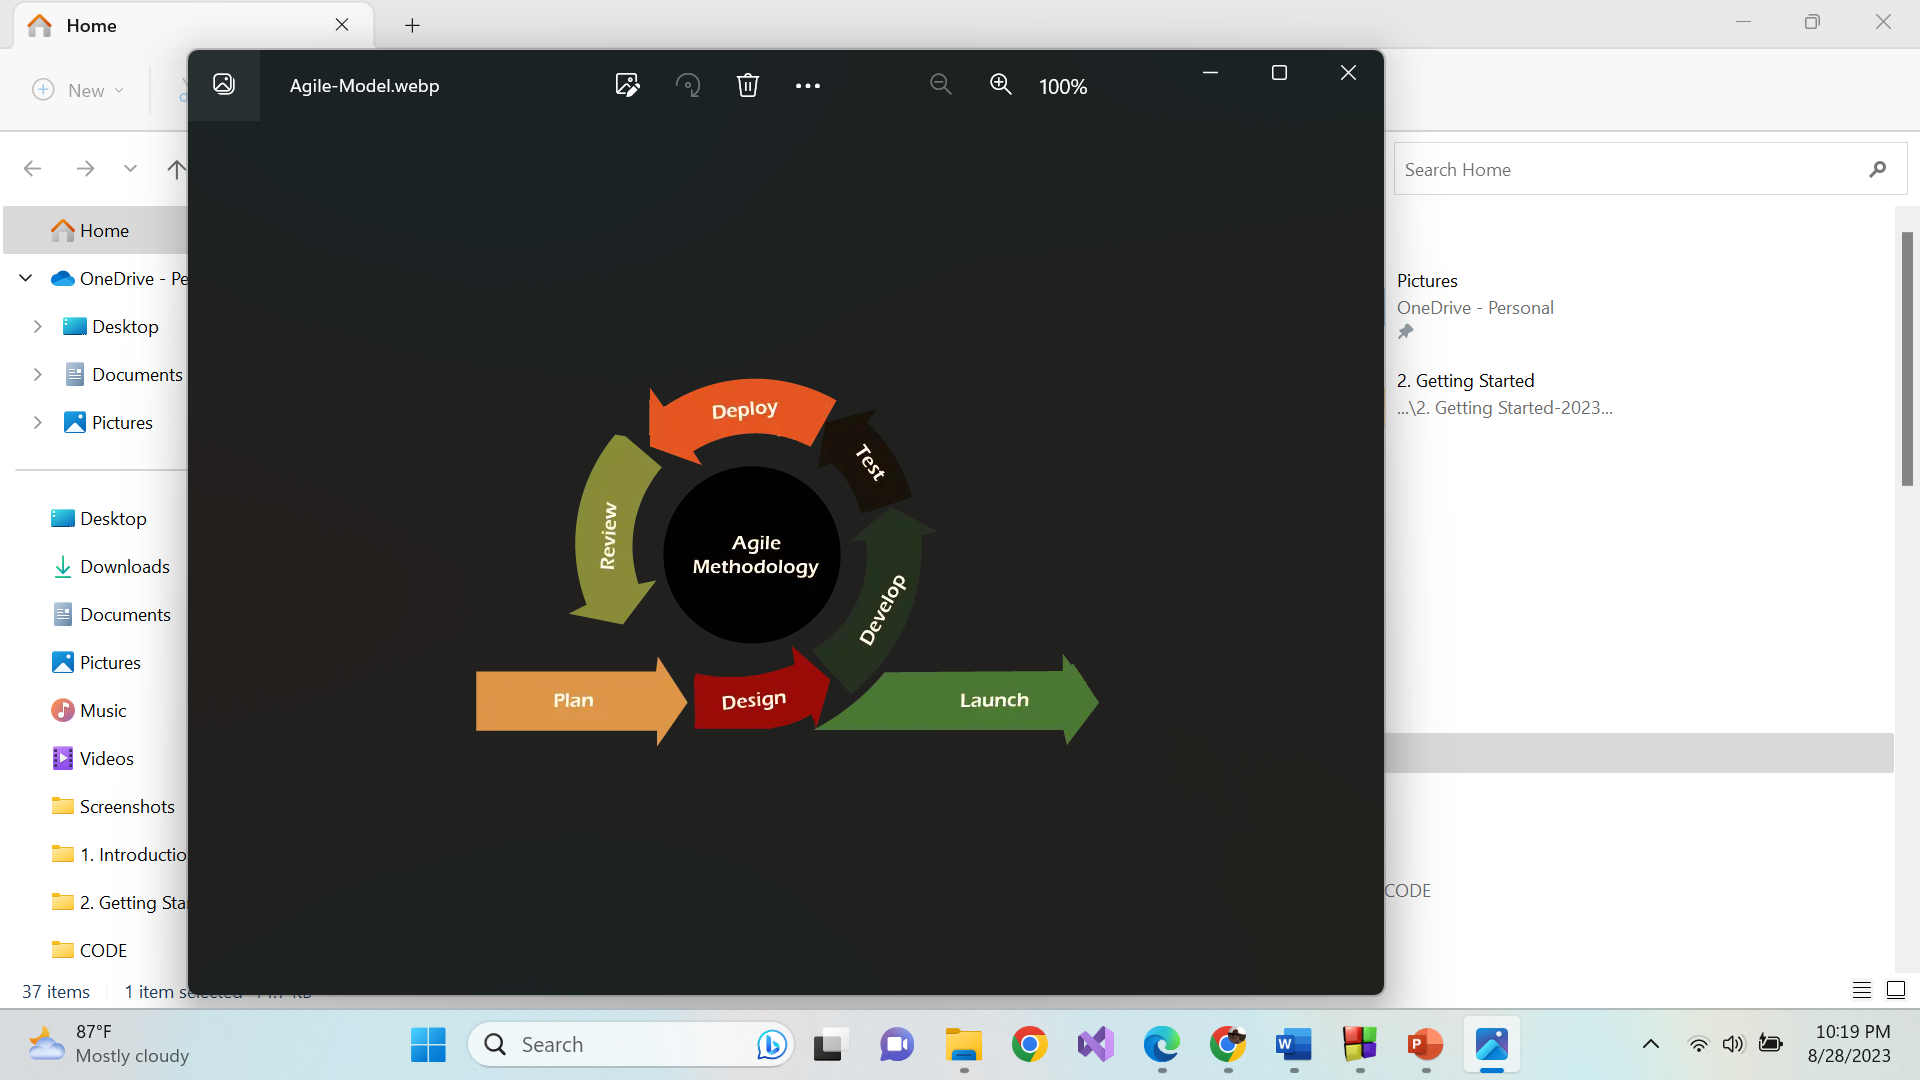 Home
New
Agile-Model.webp
100%
Search Home
Home
OneDrive - Pe
Desktop
Documents
Pictures
Desktop
Downloads
Documents
Pictures
Music
Videos
Screenshots
1. Introductio
2. Getting Sta
CODE
Deploy
Test
Review
Agile
Methodology
Develop
Plan
Design
Launch
Pictures
OneDrive - Personal
2. Getting Started
...\2. Getting Started-2023...
CODE
37 items
1 item selected
87°F
Mostly cloudy
Search
10:19 PM
8/28/2023